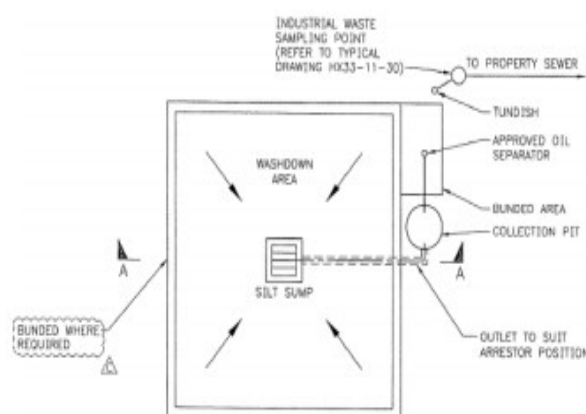 INDUSTRIAL WASTE
SAMPLING POINT
(REFER TO TYPICAL
DRAWING HX33-11-30)
TO PROPERTY SEWER
TUNDISH
APPROVED OIL
SEPARATOR
WASHDOWN
AREA
BUNDED AREA
COLLECTION PIT
A
A
SILT SUMP
BUNDED WHERE
REQUIRED
C
OUTLET TO SUIT
ARRESTOR POSITION